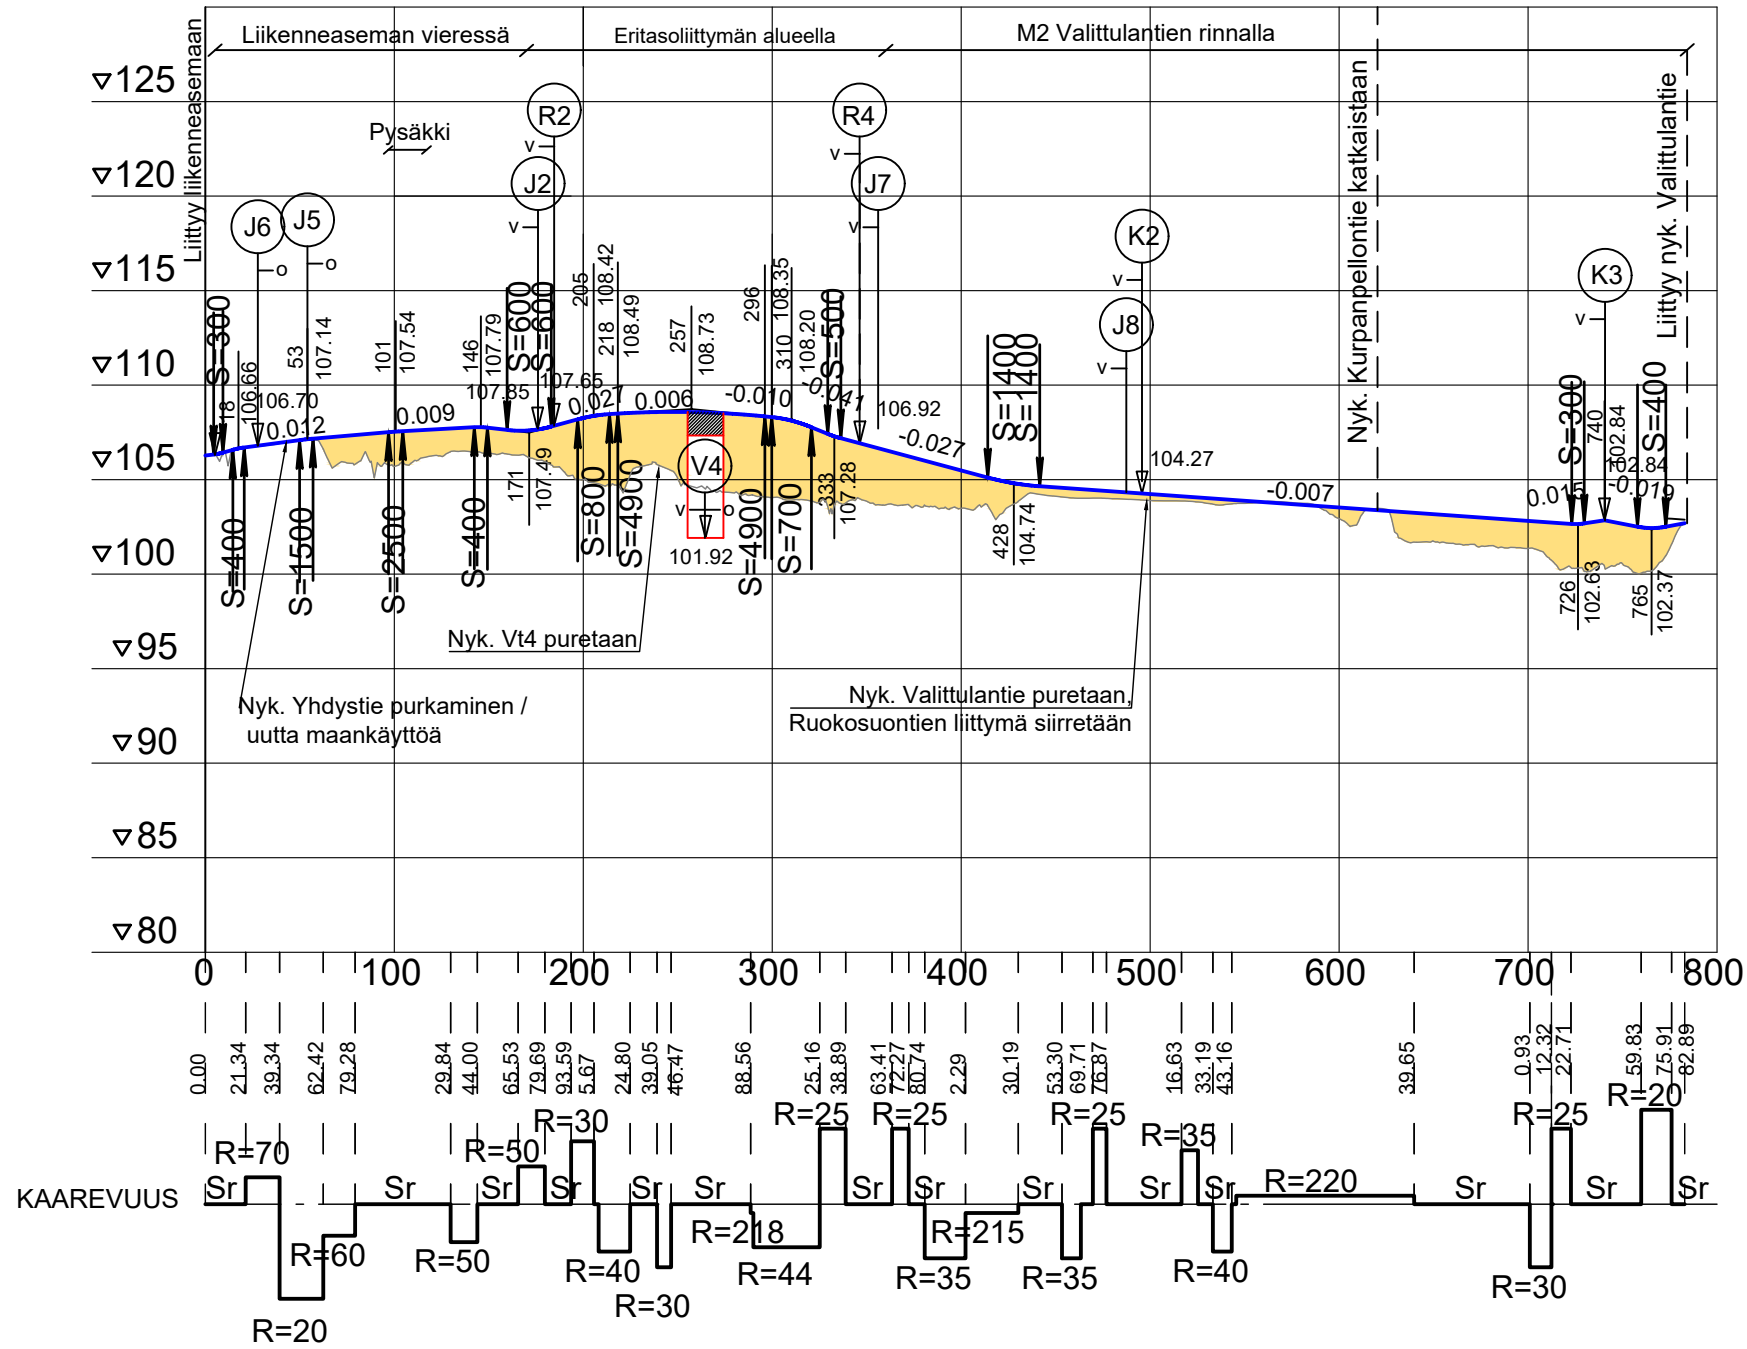 Liikenneaseman vieressä
Eritasoliittymän alueella
M2 Valittulantien rinnalla
Liittyy liikenneasemaan
Pysäkki
Nyk. Kurpanpellontie katkaistaan
Liittyy nyk. Valittulantie
125
120
115
110
105
100
95
90
85
80
J6
o
J5
o
R2
v
J2
v
R4
v
J7
v
K2
v
J8
v
K3
v
V4
v
o
S=300
18
106.66
106.70
0.012
53
107.14
101
107.54
0.009
146
107.79
107.85
S=600
S=600
107.65
205
108.42
0.027
218
108.49
0.006
257
108.73
-0.010
296
310
108.35
108.20
-0.041
S=500
106.92
-0.027
S=1400
S=1400
104.27
-0.007
0.015
S=300
740
102.84
102.84
-0.019
S=400
S=400
S=1500
S=2500
S=400
171
107.49
S=800
S=4900
101.92
S=4900
S=700
333
107.28
428
104.74
726
102.63
765
102.37
Nyk. Vt4 puretaan
Nyk. Yhdystie purkaminen /
uutta maankäyttöä
Nyk. Valittulantie puretaan,
Ruokosuontien liittymä siirretään
0
100
200
300
400
500
600
700
800
0.00
21.34
39.34
62.42
79.28
29.84
44.00
65.53
79.69
93.59
5.67
24.80
39.05
46.47
88.56
25.16
38.89
63.41
72.27
80.74
2.29
30.19
53.30
69.71
76.87
16.63
33.19
43.16
39.65
0.93
12.32
22.71
59.83
75.91
82.89
KAAREVUUS
Sr
R=70
R=20
R=60
Sr
R=50
Sr
R=50
Sr
R=30
R=40
Sr
R=30
Sr
R=218
R=44
R=25
Sr
R=25
Sr
R=35
R=215
Sr
R=35
R=25
Sr
R=35
Sr
R=40
R=220
Sr
R=30
R=25
Sr
R=20
Sr